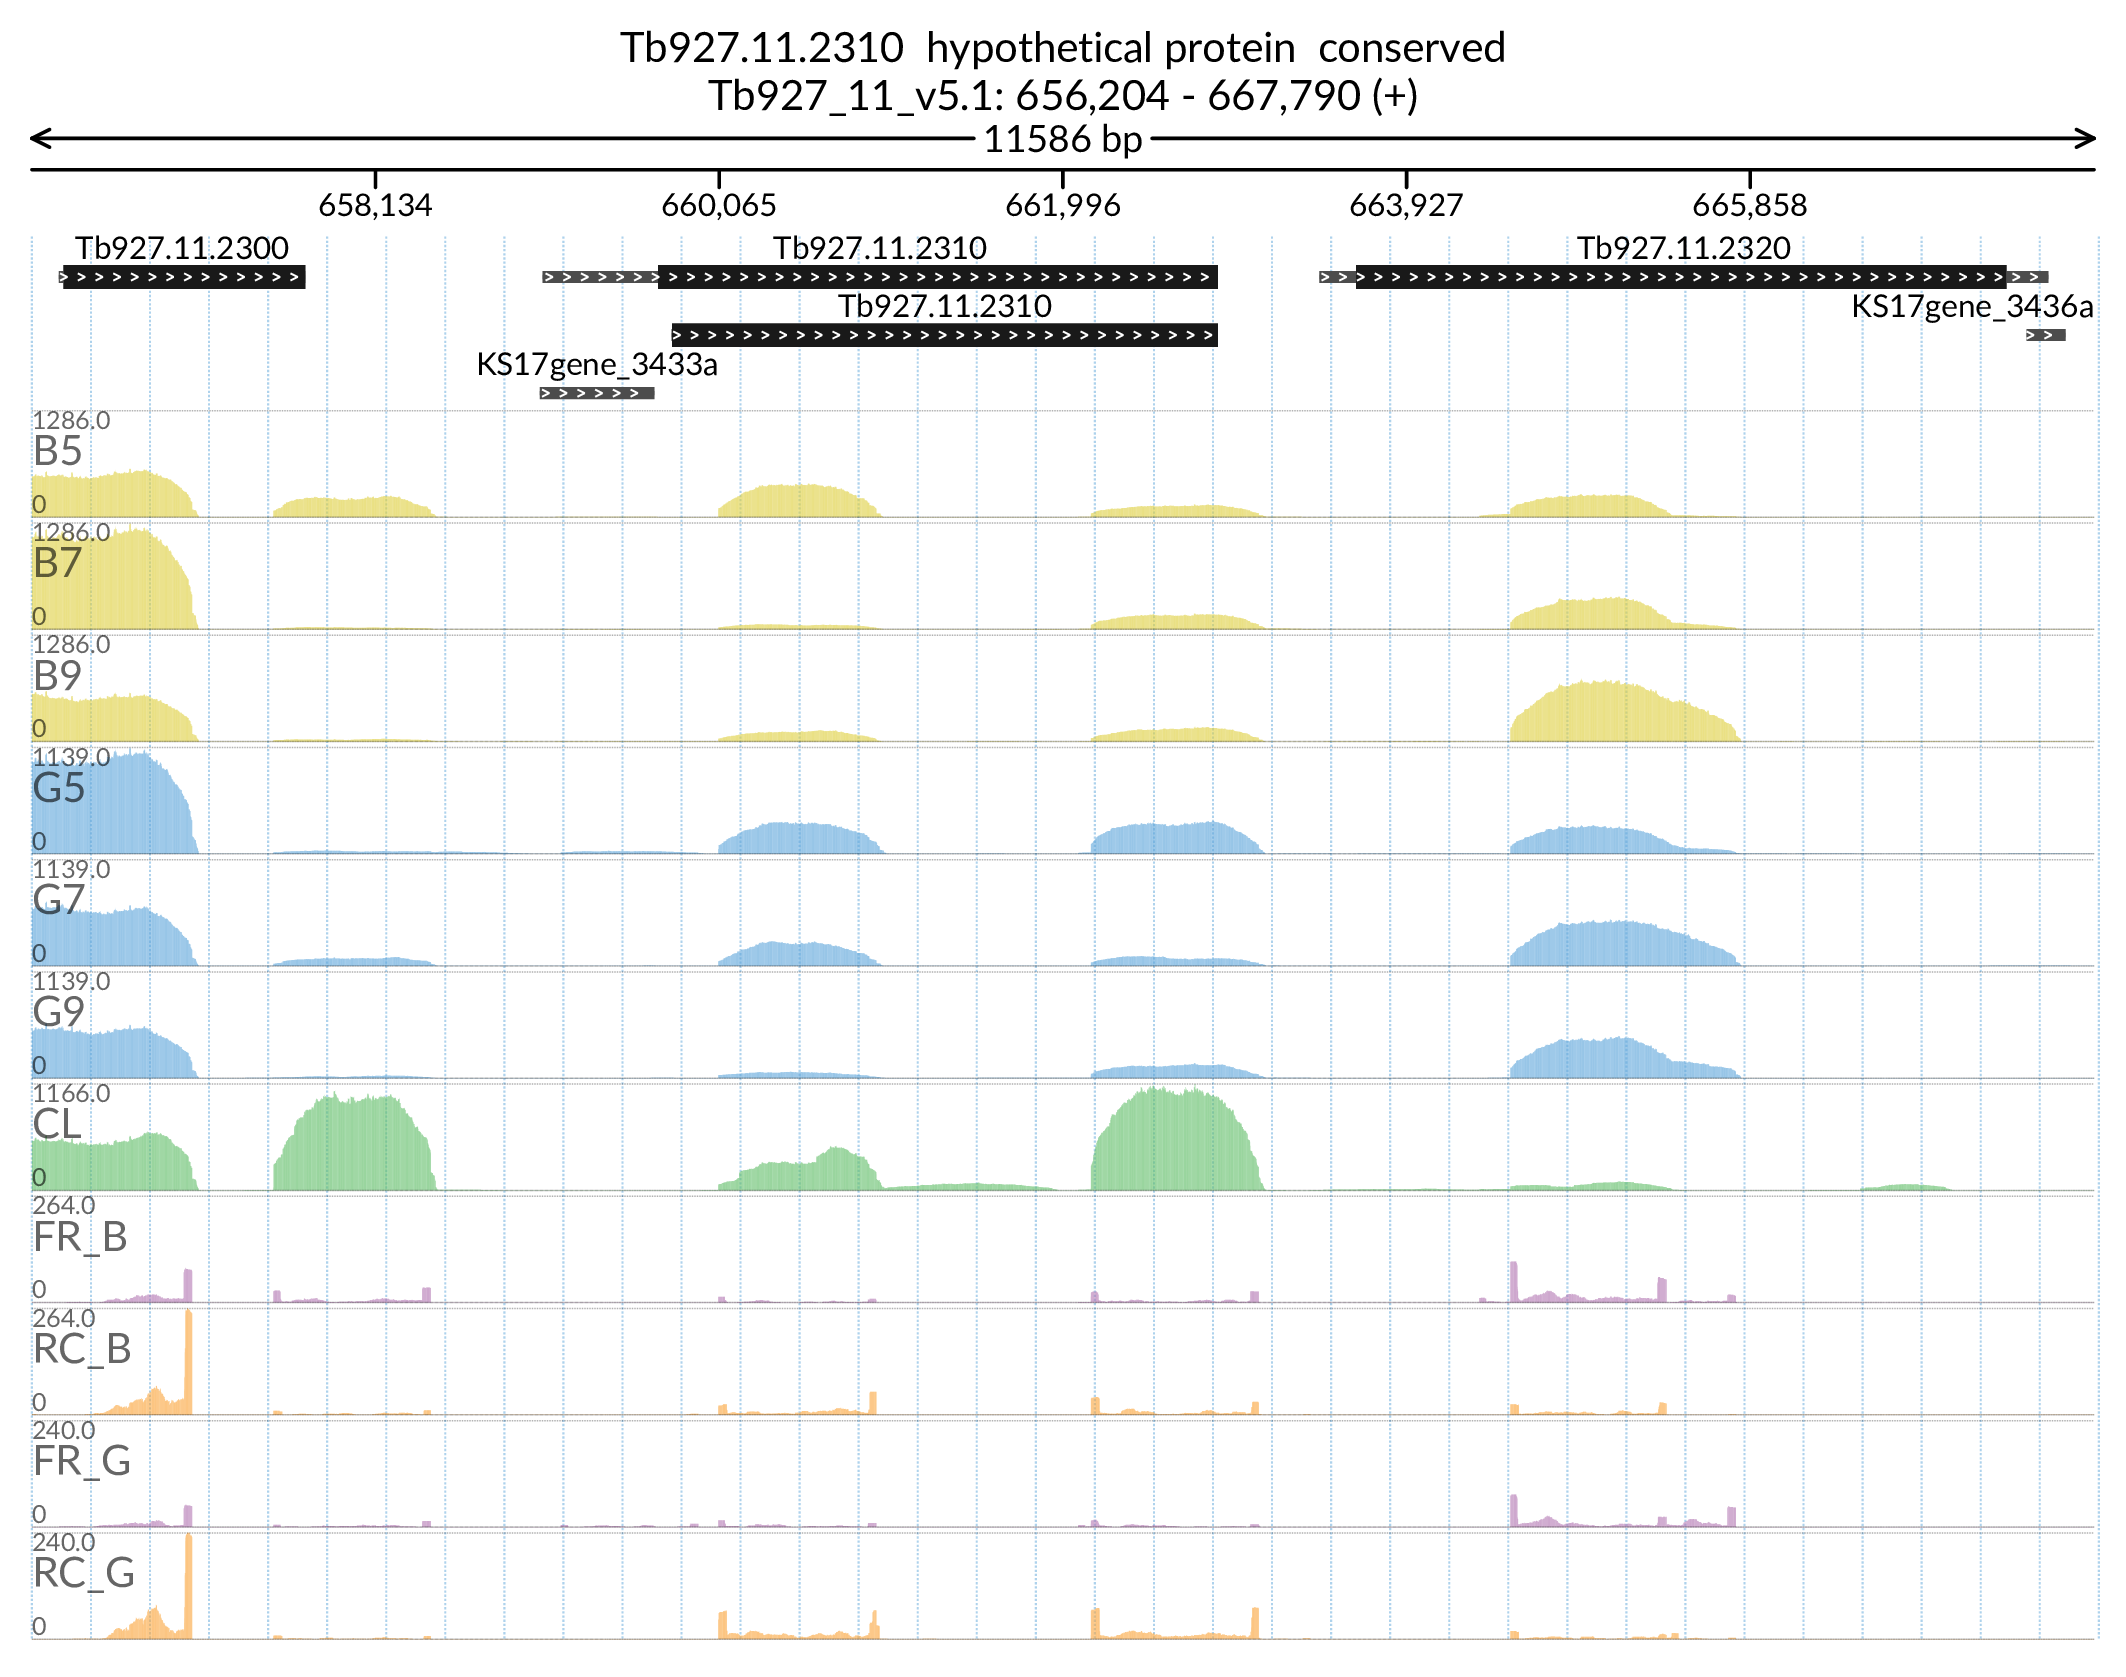 Tb927.11.2310 hypothetical protein conserved
Tb927_11_v5.1: 656,204 - 667,790 (+)
11586 bp
658,134 660,065 661,996 663,927 665,858
Tb927.11.2300 Tb927.11.2310 Tb927.11.2320
Tb927.11.2310 KS17gene_3436a
KS17gene_3433a
1286.0
B5
0
1286.0
B7
0
1286.0
B9
0
1139.0
G5
0
1139.0
G7
0
1139.0
G9
0
1166.0
CL
0
264.0
FR_B
0
264.0
RC_B
0
240.0
FR_G
0
240.0
RC_G
0